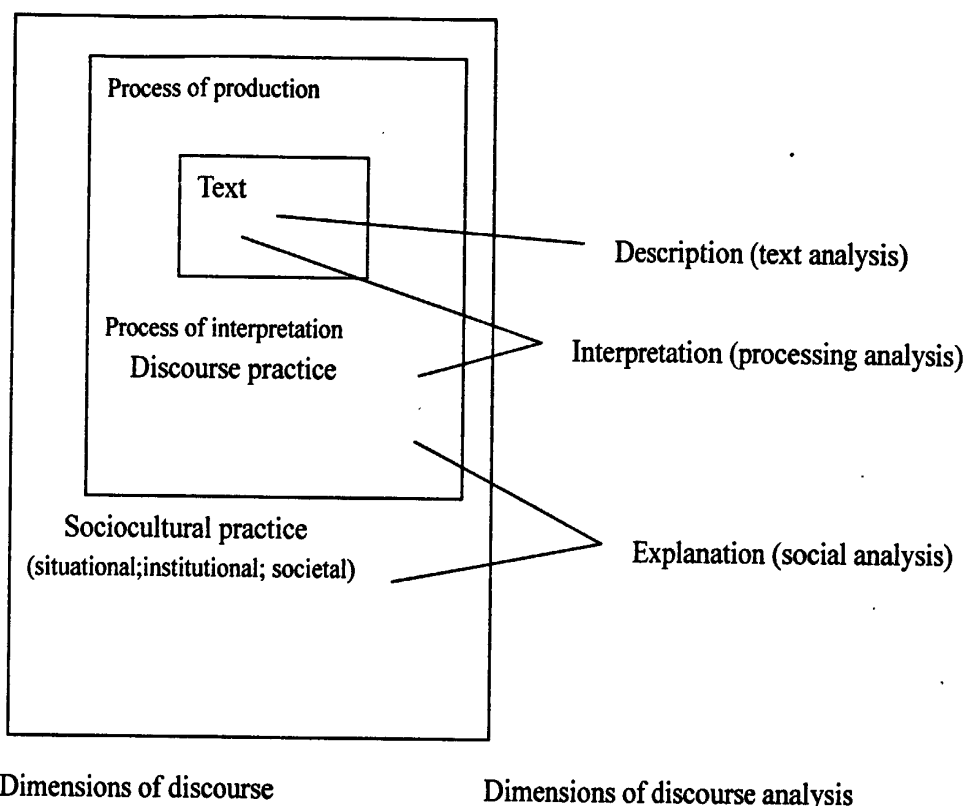 Process of production
Text
Description (text analysis)
Process of interpretation
Discourse practice
Interpretation (processing analysis)
Sociocultural practice
(situational;institutional; societal)
Explanation (social analysis)
Dimensions of discourse
Dimensions of discourse analysis